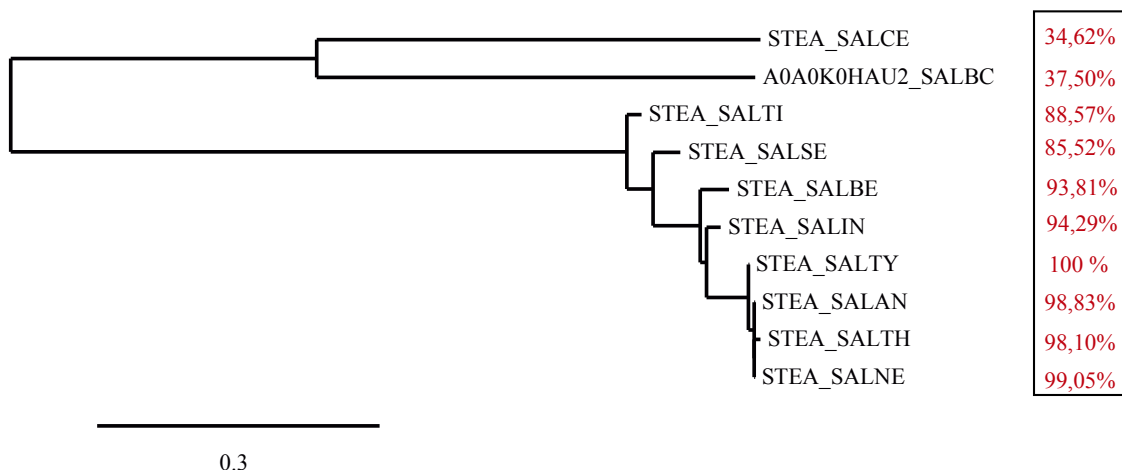 STEA_SALCE 34,62%
A0A0K0HAU2_SALBC 37,50%
STEA_SALTI 88,57%
STEA_SALSE 85,52%
STEA_SALBE 93,81%
STEA_SALIN 94,29%
STEA_SALTY 100 %
STEA_SALAN 98,83%
STEA_SALTH 98,10%
STEA_SALNE 99,05%
0.3